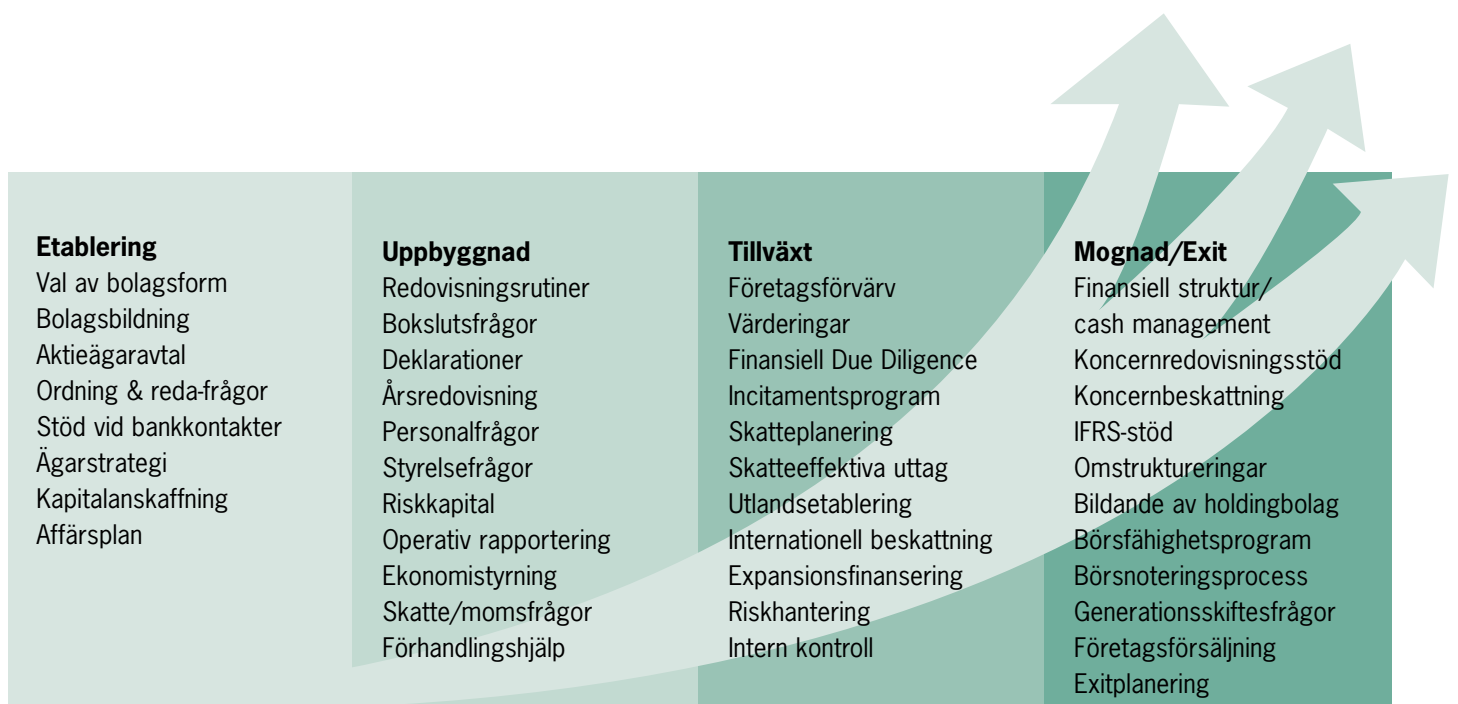 Etablering
Val av bolagsform
Bolagsbildning
Aktieägaravtal
Ordning & reda-frågor
Stöd vid bankkontakter
Ägarstrategi
Kapitalanskaffning
Affärsplan
Uppbyggnad
Redovisningsrutiner
Bokslutsfrågor
Deklarationer
Årsredovisning
Personalfrågor
Styrelsefrågor
Riskkapital
Operativ rapportering
Ekonomistyrning
Skatte/momsfrågor
Förhandlingshjälp
Tillväxt
Företagsförvärv
Värderingar
Finansiell Due Diligence
Incitamentsprogram
Skatteplanering
Skatteeffektiva uttag
Utlandsetablering
Internationell beskattning
Expansionsfinansering
Riskhantering
Intern kontroll
Mognad/Exit
Finansiell struktur/
cash management
Koncernredovisningsstöd
Koncernbeskattning
IFRS-stöd
Omstruktureringar
Bildande av holdingbolag
Börsfähighetsprogram
Börsnoteringsprocess
Generationsskiftesfrågor
Företagsförsäljning
Exitplanering